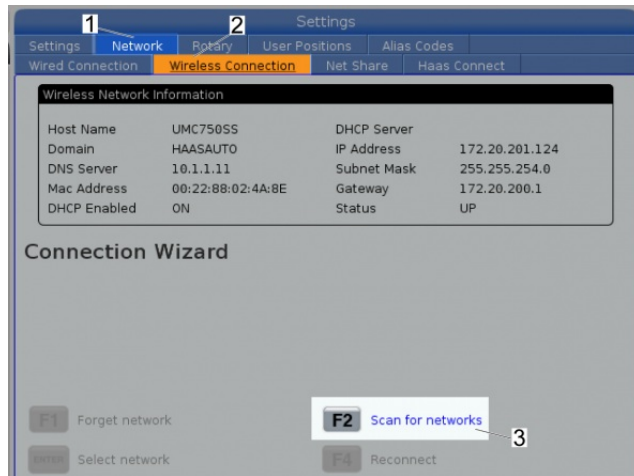 Settings
1 2
Settings Network Rotary User Positions Alias Codes
Wired Connection Wireless Connection Net Share Haas Connect
Wireless Network Information
Host Name UMC750SS DHCP Server
Domain HAASAUTO IP Address 172.20.201.124
DNS Server 10.1.1.11 Subnet Mask 255.255.254.0
Mac Address 00:22:88:02:4A:8E Gateway 172.20.200.1
DHCP Enabled ON Status UP
Connection Wizard
F1 Forget network F2 Scan for networks
3
ENTER Select network F4 Reconnect